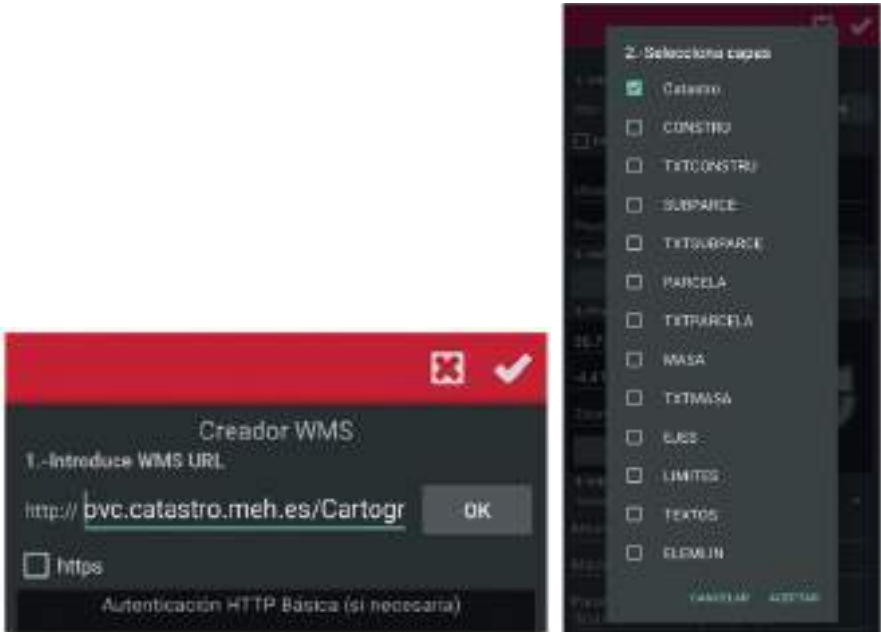 Creador WMS
1.-Introduce WMS URL
http:// ovc.catastro.meh.es/Cartogr OK
https
Autenticación HTTP Básica (si necesaria)
2.-Selecciona capas
Catastro
CONSTRU
TXTCONSTRU
SUBPARCE
TXTSUBPARCE
PARCELA
TXTPARCELA
MASA
TXTMASA
EJES
LIMITES
TEXTOS
ELEMLIN
CANCELAR ACEPTAR